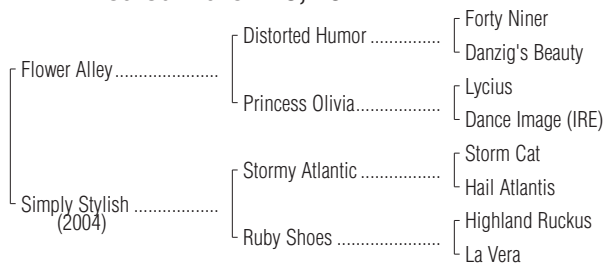 Forty Niner
Distorted Humor ................
Danzig's Beauty
Flower Alley .....................
Lycius
Princess Olivia.................
Dance Image (IRE)
Storm Cat
Stormy Atlantic ................
Hail Atlantis
Simply Stylish .................
(2004)
Highland Ruckus
Ruby Shoes .....................
La Vera